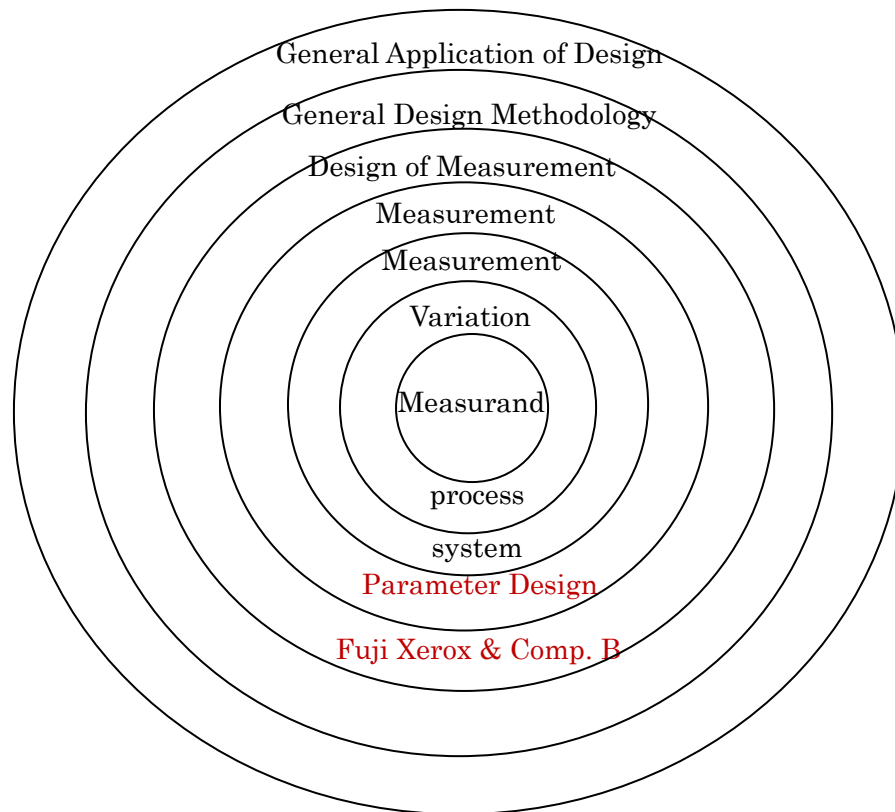 General Application of Design
General Design Methodology
Design of Measurement
Measurement
Measurement
Variation
Measurand
process
system
Parameter Design
Fuji Xerox & Comp. B